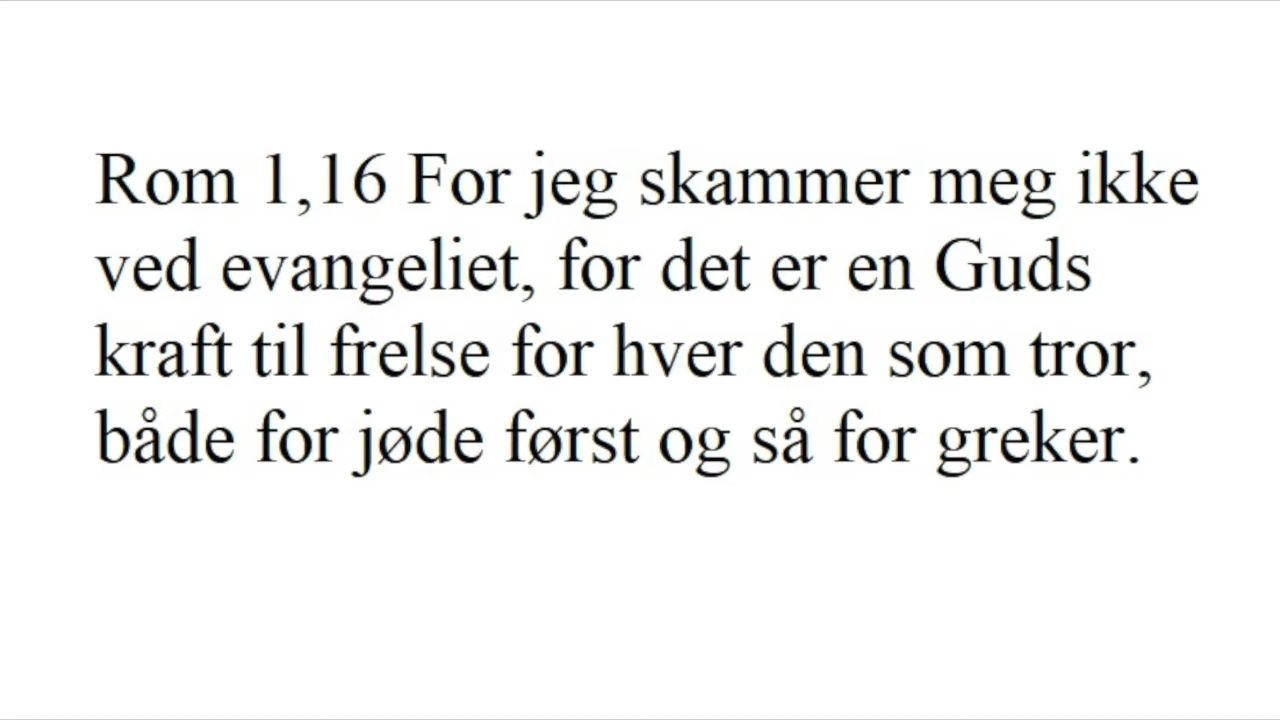 Rom 1,16 For jeg skammer meg ikke
ved evangeliet, for det er en Guds
kraft til frelse for hver den som tror,
både for jøde først og så for greker.